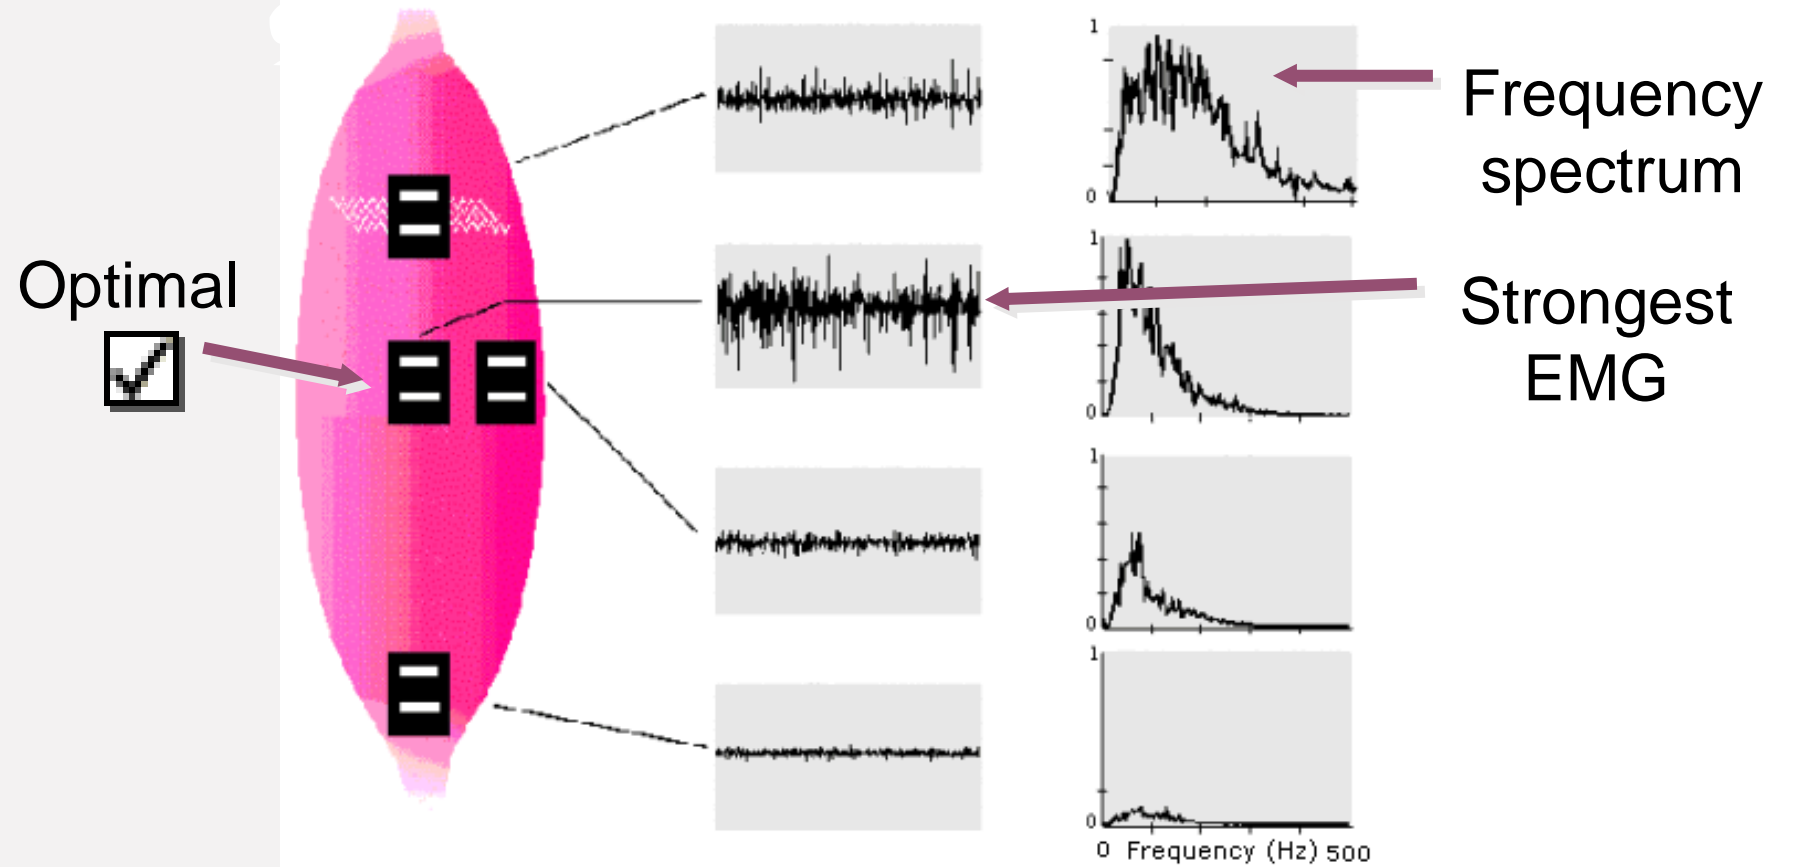 Optimal
Frequency
spectrum
Strongest
EMG
1
0
1
0
1
0
1
0
0 Frequency (Hz) 500